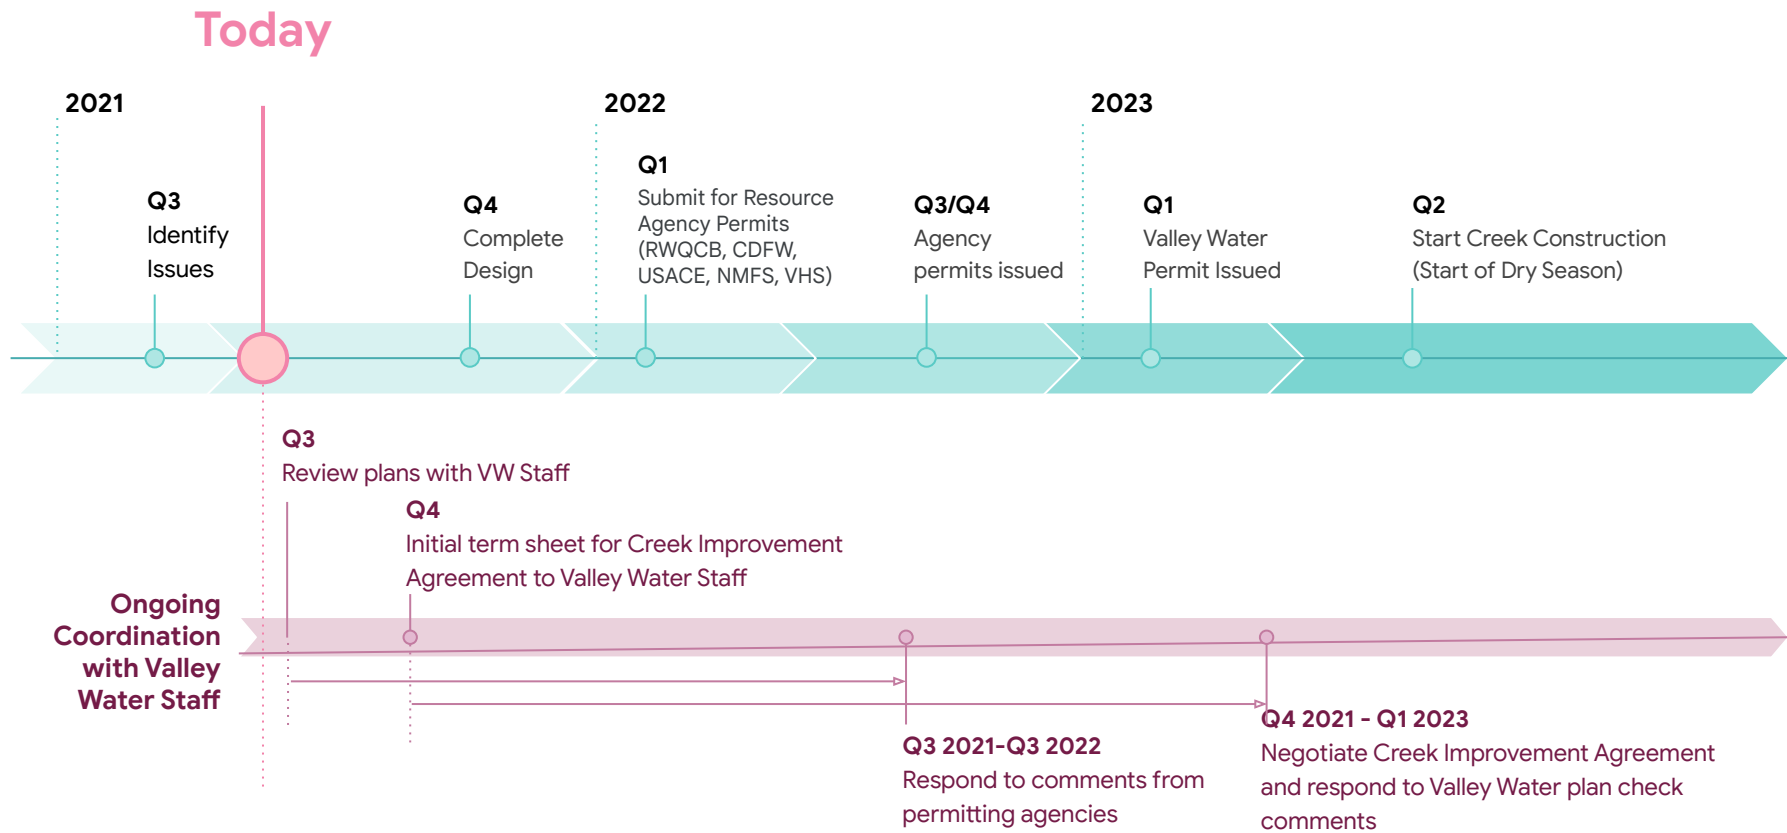 Today
2021
2022
2023
Q3
Identify
Issues
Q4
Complete
Design
Q1
Submit for Resource
Agency Permits
(RWQCB, CDFW,
USACE, NMFS, VHS)
Q3/Q4
Agency
permits issued
Q1
Valley Water
Permit Issued
Q2
Start Creek Construction
(Start of Dry Season)
Q3
Review plans with VW Staff
Q4
Initial term sheet for Creek Improvement
Agreement to Valley Water Staff
Ongoing
Coordination
with Valley
Water Staff
Q3 2021-Q3 2022
Respond to comments from
permitting agencies
Q4 2021 - Q1 2023
Negotiate Creek Improvement Agreement
and respond to Valley Water plan check
comments